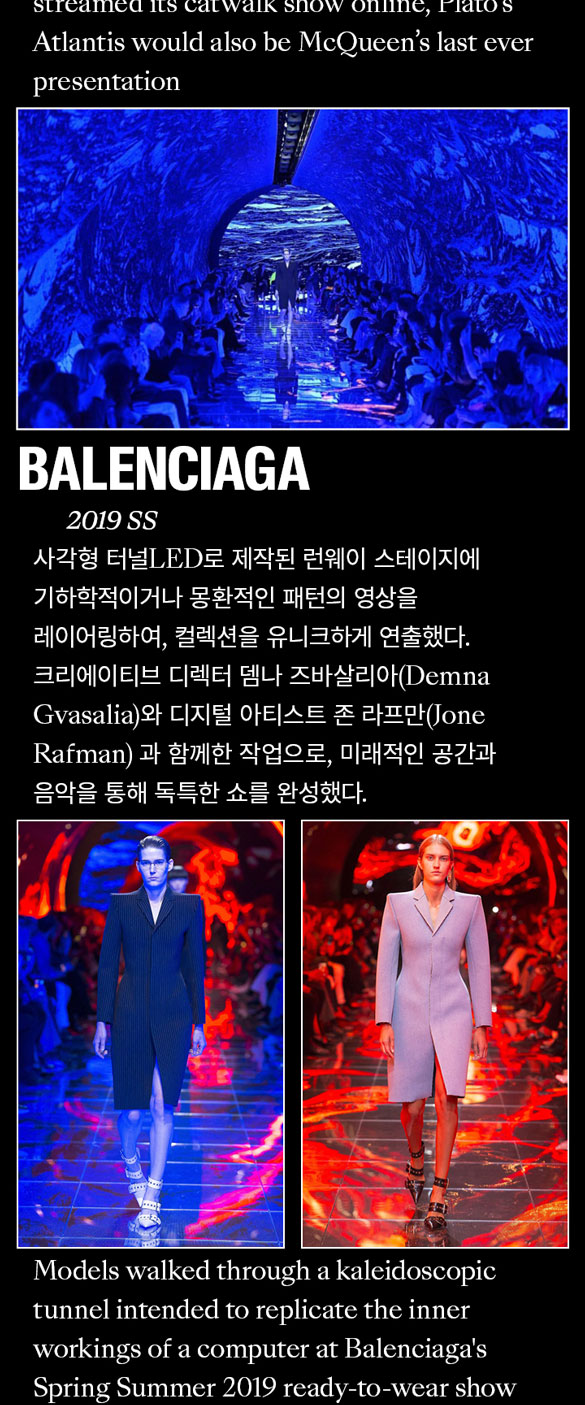 streamed its catwalk show online, Plato's
Atlantis would also be McQueen's last ever
presentation
BALENCIAGA
2019 SS
사각형 터널LED로 제작된 런웨이 스테이지에
기하학적이거나 몽환적인 패턴의 영상을
레이어링하여, 컬렉션을 유니크하게 연출했다.
크리에이티브 디렉터 뎀나 즈바살리아(Demna
Gvasalia)와 디지털 아티스트 존 라프만(Jone
Rafman) 과 함께한 작업으로, 미래적인 공간과
음악을 통해 독특한 쇼를 완성했다.
Models walked through a kaleidoscopic
tunnel intended to replicate the inner
workings of a computer at Balenciaga's
Spring Summer 2019 ready-to-wear show